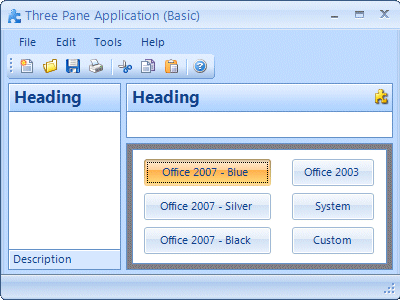 Three Pane Application (Basic)
File Edit Tools Help
Heading
Heading
Office 2007 - Blue Office 2003
Office 2007 - Silver System
Office 2007 - Black Custom
Description